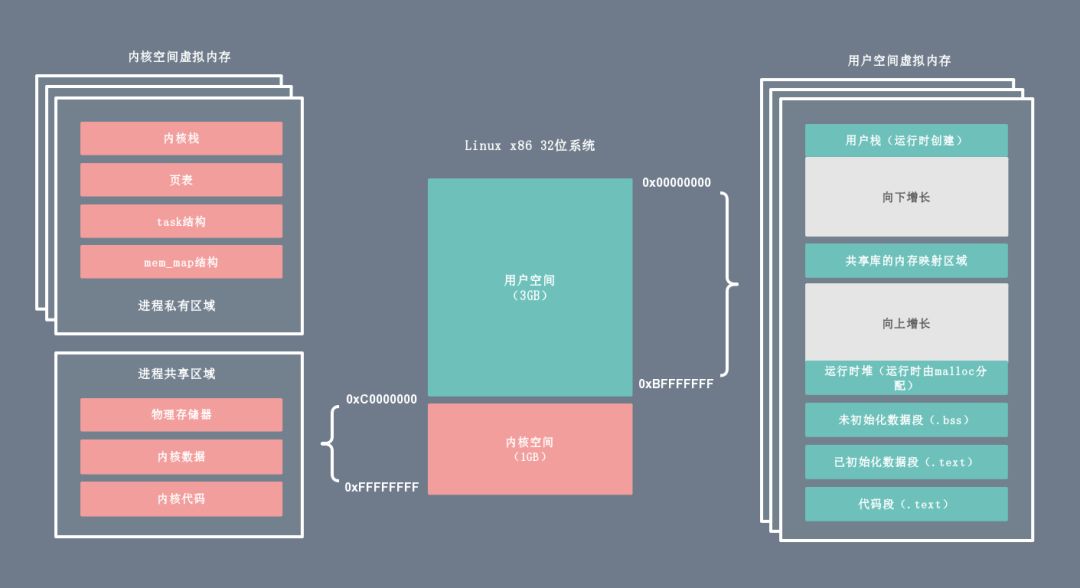 内核空间虚拟内存
内核栈
页表
task结构
mem_map结构
进程私有区域
进程共享区域
物理存储器
内核数据
内核代码
Linux x86 32位系统
0x00000000
用户空间
（3GB）
0xBFFFFFFF
0xC0000000
内核空间
（1GB）
0xFFFFFFFF
用户空间虚拟内存
用户栈（运行时创建）
向下增长
共享库的内存映射区域
向上增长
运行时堆（运行时由malloc分
配）
未初始化数据段（.bss）
已初始化数据段（.text）
代码段（.text）